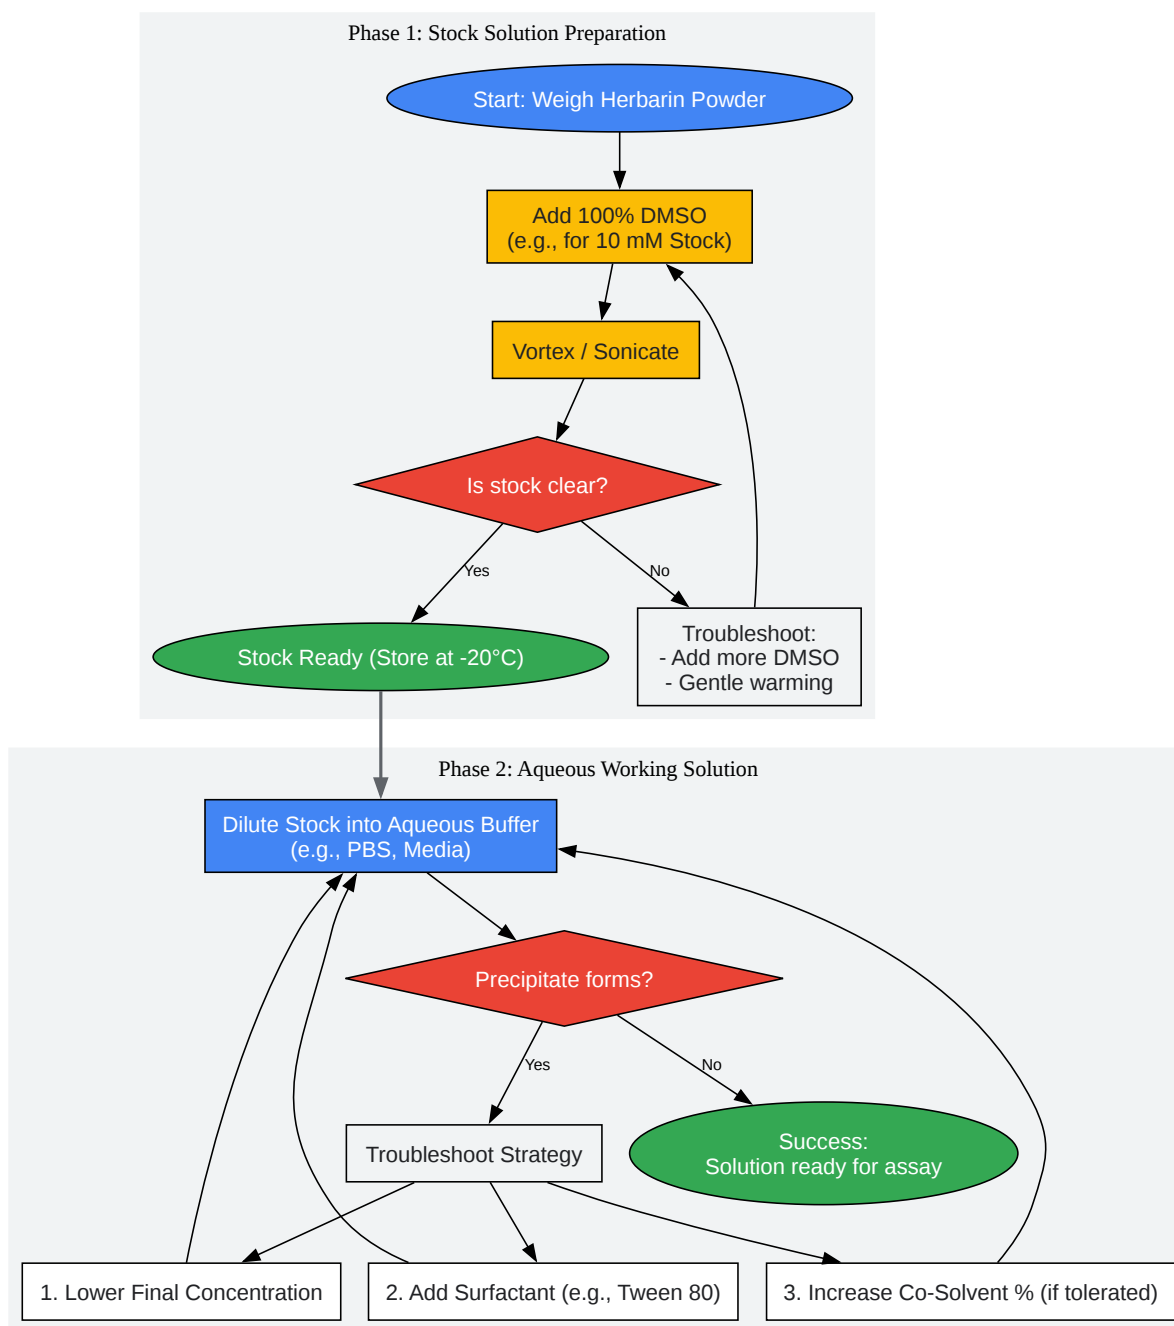 Phase 1: Stock Solution Preparation
Start: Weigh Herbarin Powder
Add 100% DMSO
(e.g., for 10 mM Stock)
Vortex / Sonicate
Is stock clear?
Yes
No
Stock Ready (Store at -20°C)
Troubleshoot:
- Add more DMSO
- Gentle warming
Phase 2: Aqueous Working Solution
Dilute Stock into Aqueous Buffer
(e.g., PBS, Media)
Precipitate forms?
Yes
No
Troubleshoot Strategy
Success:
Solution ready for assay
1. Lower Final Concentration
2. Add Surfactant (e.g., Tween 80)
3. Increase Co-Solvent % (if tolerated)